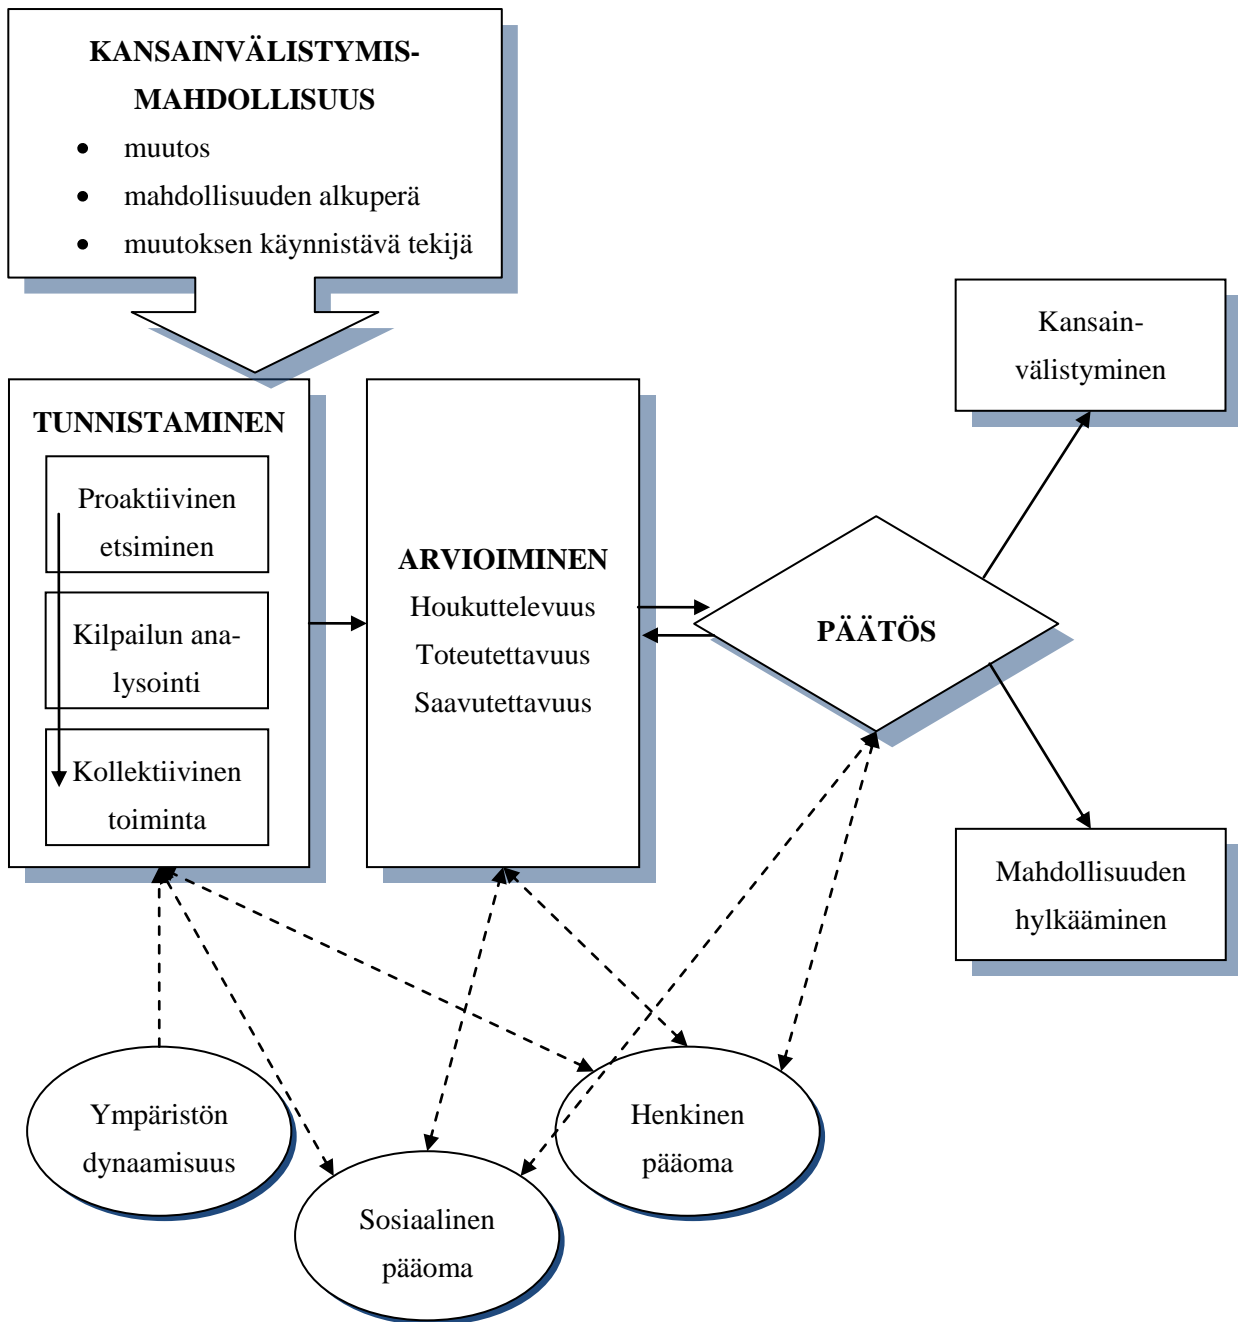 KANSAINVÄLISTYMIS-
MAHDOLLISUUS
• muutos
• mahdollisuuden alkuperä
• muutoksen käynnistävä tekijä
TUNNISTAMINEN
Proaktiivinen
etsiminen
Kilpailun ana-
lysointi
Kollektiivinen
toiminta
ARVIOIMINEN
Houkuttelevuus
Toteutettavuus
Saavutettavuus
PÄÄTÖS
Kansain-
välistyminen
Mahdollisuuden
hylkääminen
Ympäristön
dynaamisuus
Sosiaalinen
pääoma
Henkinen
pääoma